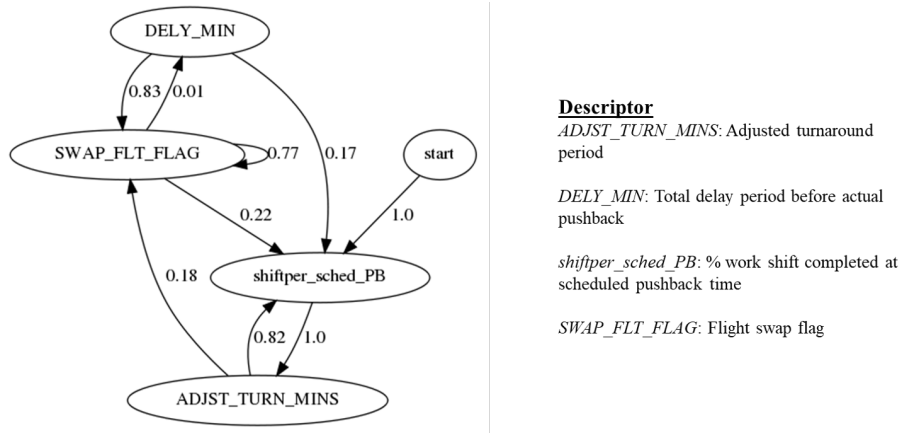 DELY_MIN
0.83
0.01
SWAP_FLT_FLAG
0.77
0.17
start
0.22
1.0
shiftper_sched_PB
0.18
0.82
1.0
ADJST_TURN_MINS
Descriptor
ADJST_TURN_MINS: Adjusted turnaround
period
DELY_MIN: Total delay period before actual
pushback
shiftper_sched_PB: % work shift completed at
scheduled pushback time
SWAP_FLT_FLAG: Flight swap flag